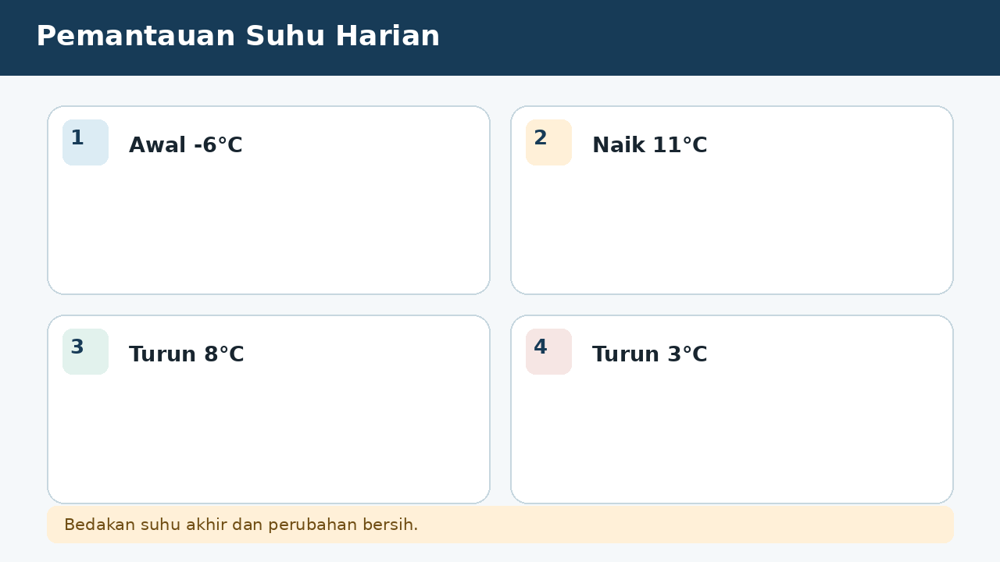 Pemantauan Suhu Harian
1
Awal -6°C
2
Naik 11°C
3
Turun 8°C
4
Turun 3°C
Bedakan suhu akhir dan perubahan bersih.